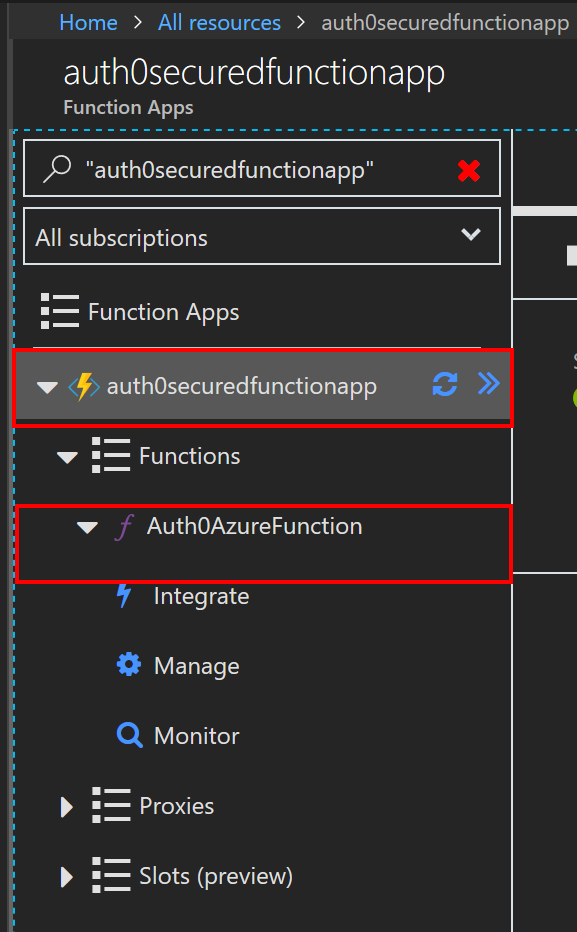 Home > All resources > auth0securedfunctionapp
auth0securedfunctionapp
Function Apps
"auth0securedfunctionapp"
All subscriptions
Function Apps
auth0securedfunctionapp
Functions
Auth0AzureFunction
Integrate
Manage
Monitor
Proxies
Slots (preview)